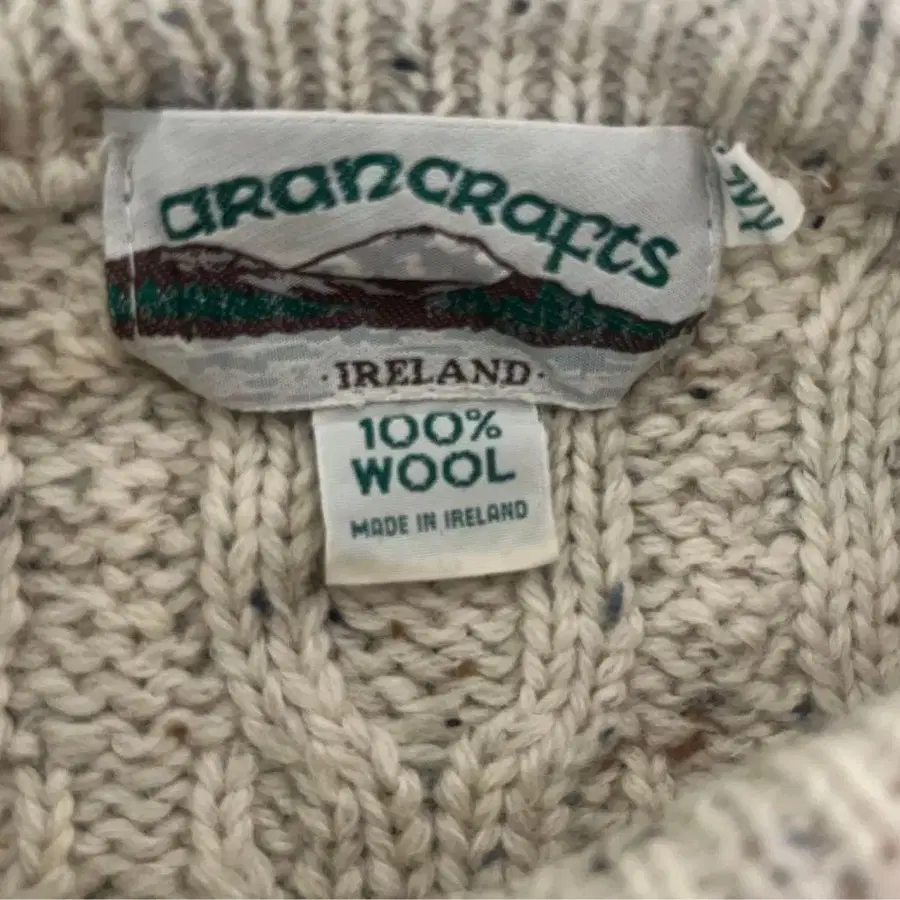 arancrafts
·IRELAND·
100%
WOOL
MADE IN IRELAND